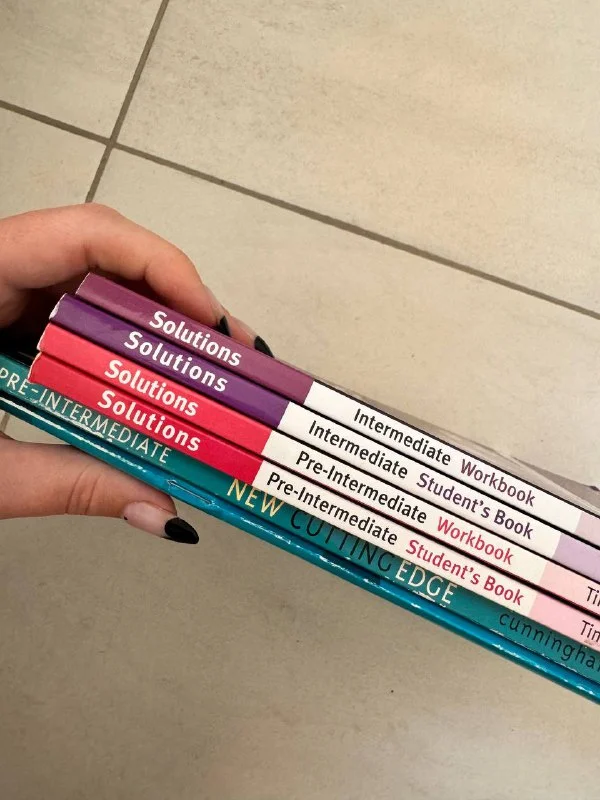 Solutions Intermediate Workbook
Solutions Intermediate Student's Book
Solutions Pre-Intermediate Workbook
Solutions Pre-Intermediate Student's Book
PRE-INTERMEDIATE NEW CUTTING EDGE